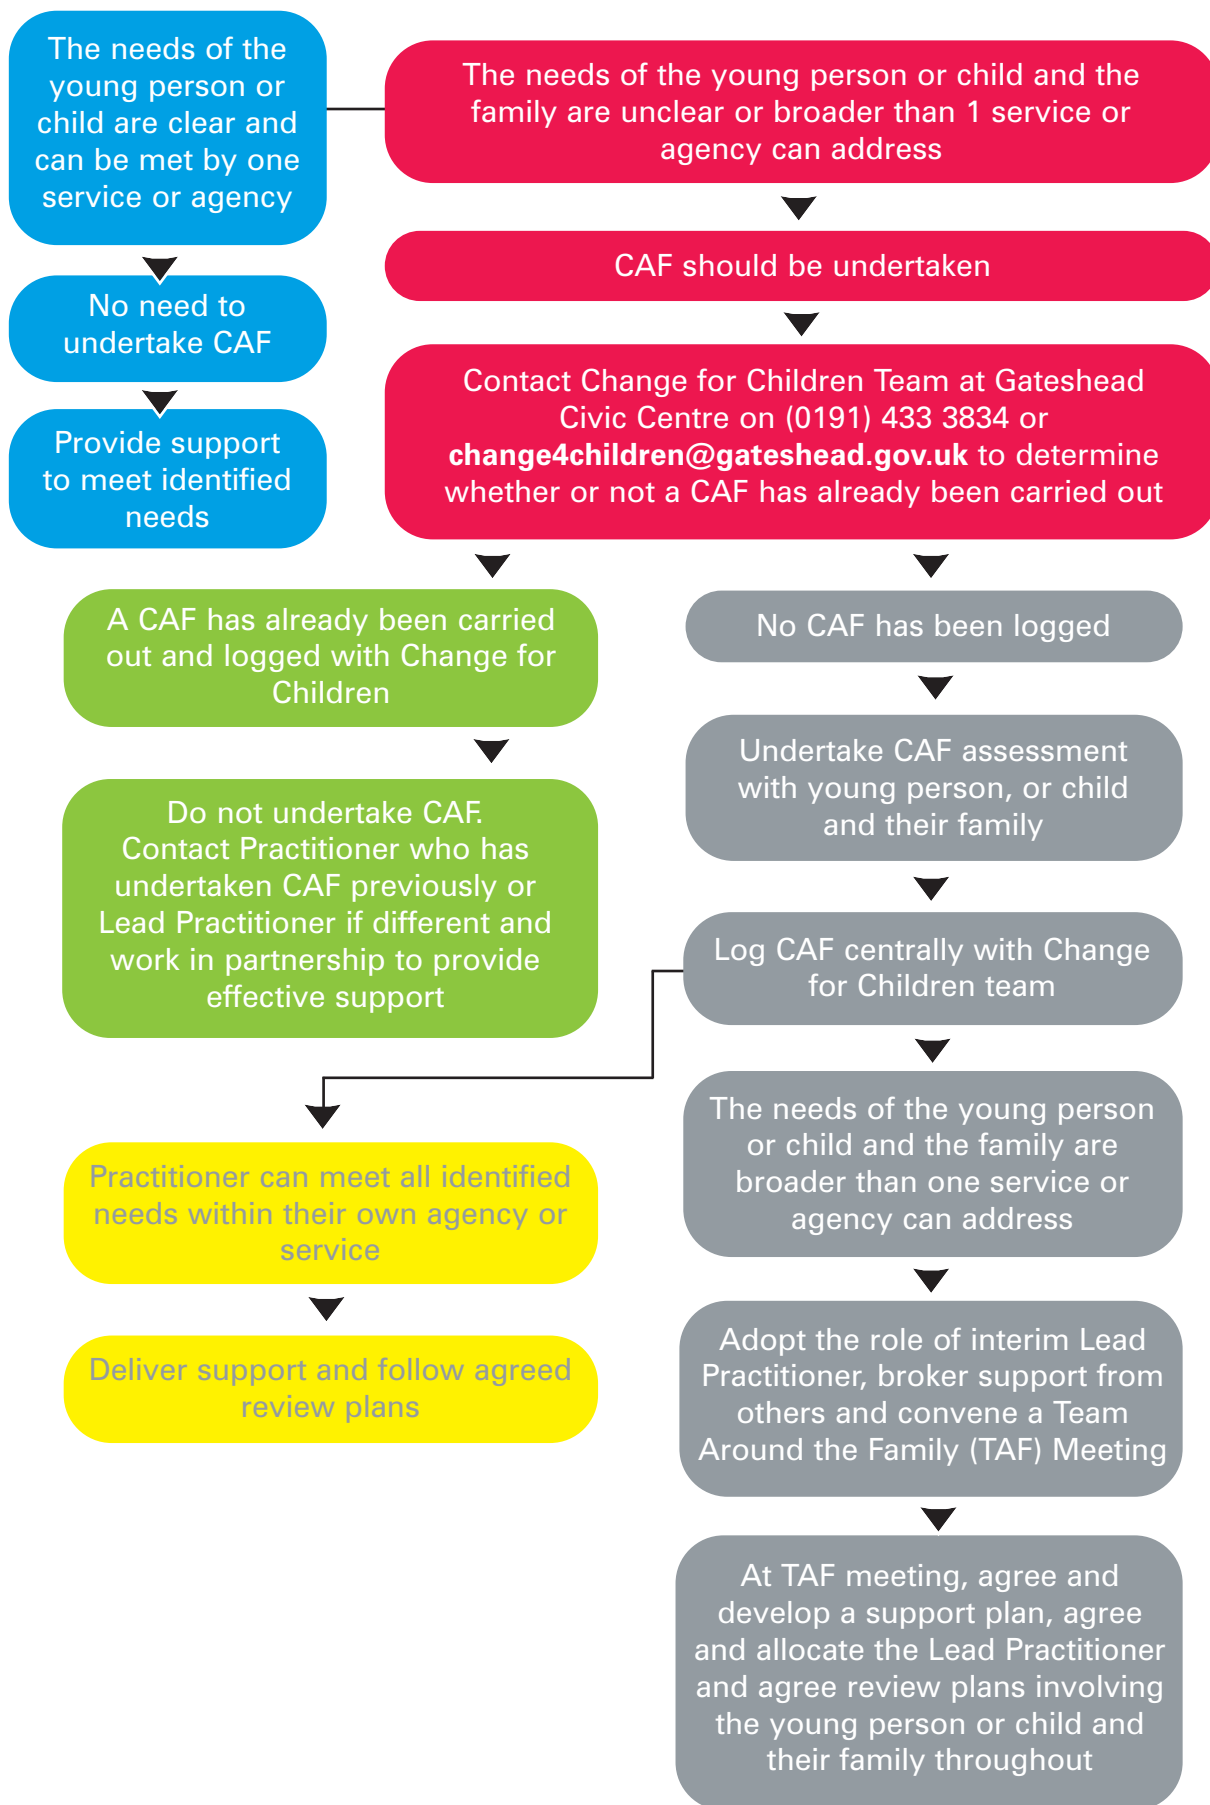 The needs of the
young person or
child are clear and
can be met by one
service or agency
The needs of the young person or child and the
family are unclear or broader than 1 service or
agency can address
No need to
undertake CAF
CAF should be undertaken
Provide support
to meet identified
needs
Contact Change for Children Team at Gateshead
Civic Centre on (0191) 433 3834 or
change4children@gateshead.gov.uk to determine
whether or not a CAF has already been carried out
A CAF has already been carried
out and logged with Change for
Children
Do not undertake CAF.
Contact Practitioner who has
undertaken CAF previously or
Lead Practitioner if different and
work in partnership to provide
effective support
No CAF has been logged
Undertake CAF assessment
with young person, or child
and their family
Log CAF centrally with Change
for Children team
Practitioner can meet all identified
needs within their own agency or
service
Deliver support and follow agreed
review plans
The needs of the young person
or child and the family are
broader than one service or
agency can address
Adopt the role of interim Lead
Practitioner, broker support from
others and convene a Team
Around the Family (TAF) Meeting
At TAF meeting, agree and
develop a support plan, agree
and allocate the Lead Practitioner
and agree review plans involving
the young person or child and
their family throughout